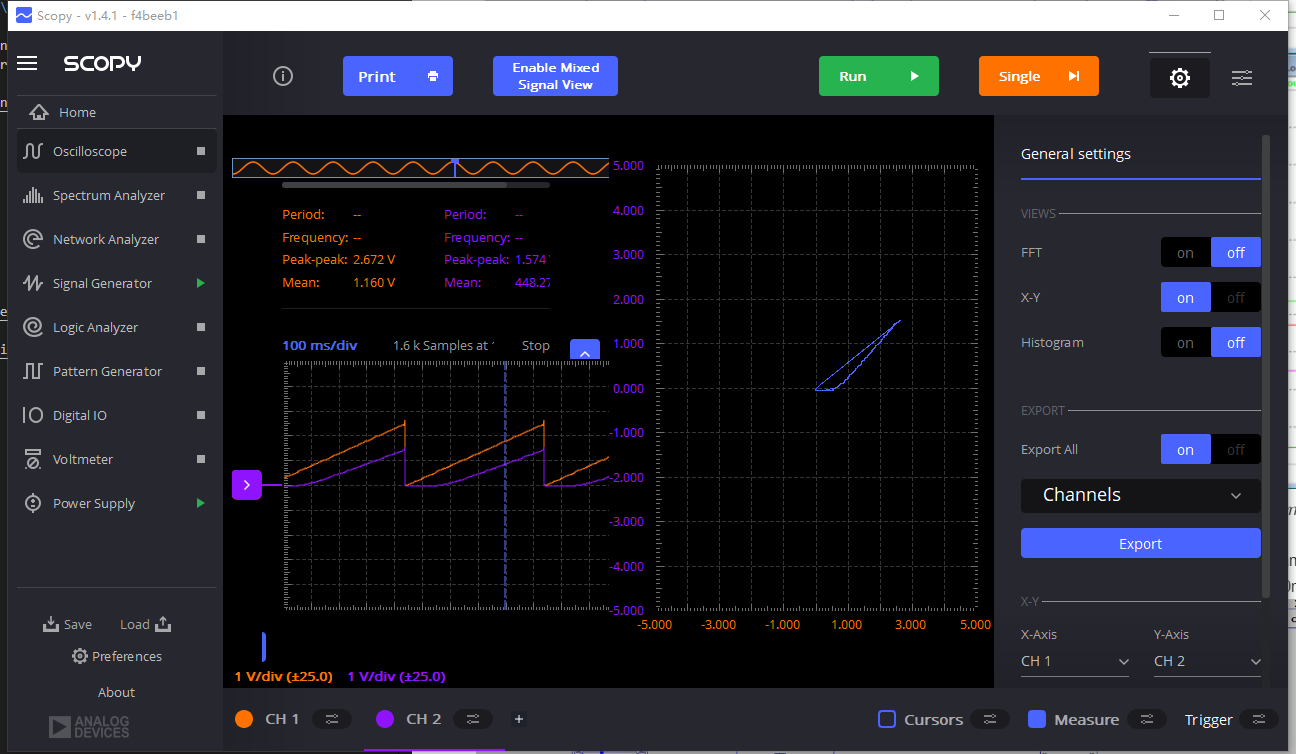 Scopy - v1.4.1 - f4beeb1
SCOPY
Home
Oscilloscope
Spectrum Analyzer
Network Analyzer
Signal Generator
Logic Analyzer
Pattern Generator
Digital IO
Voltmeter
Power Supply
Save
Load
Preferences
About
ANALOG
DEVICES
Print
Enable Mixed
Signal View
Run
Single
Period: -- Period: --
Frequency: -- Frequency: --
Peak-peak: 2.672 V Peak-peak: 1.574
Mean: 1.160 V Mean: 448.27
100 ms/div 1.6 k Samples at Stop
5.000
4.000
3.000
2.000
1.000
0.000
-1.000
-2.000
-3.000
-4.000
-5.000
-5.000 -3.000 -1.000 1.000 3.000 5.000
1 V/div (±25.0) 1 V/div (±25.0)
CH 1
CH 2
+
Cursors
Measure
Trigger
General settings
VIEWS
FFT on off
X-Y on off
Histogram on off
EXPORT
Export All on off
Channels
Export
X-Y
X-Axis Y-Axis
CH 1 CH 2